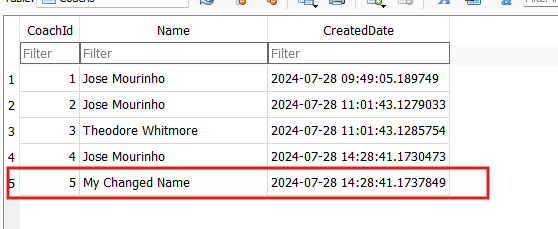 CoachId Name CreatedDate
Filter Filter Filter
1 1 Jose Mourinho 2024-07-28 09:49:05.189749
2 2 Jose Mourinho 2024-07-28 11:01:43.1279033
3 3 Theodore Whitmore 2024-07-28 11:01:43.1285754
4 4 Jose Mourinho 2024-07-28 14:28:41.1730473
5 5 My Changed Name 2024-07-28 14:28:41.1737849